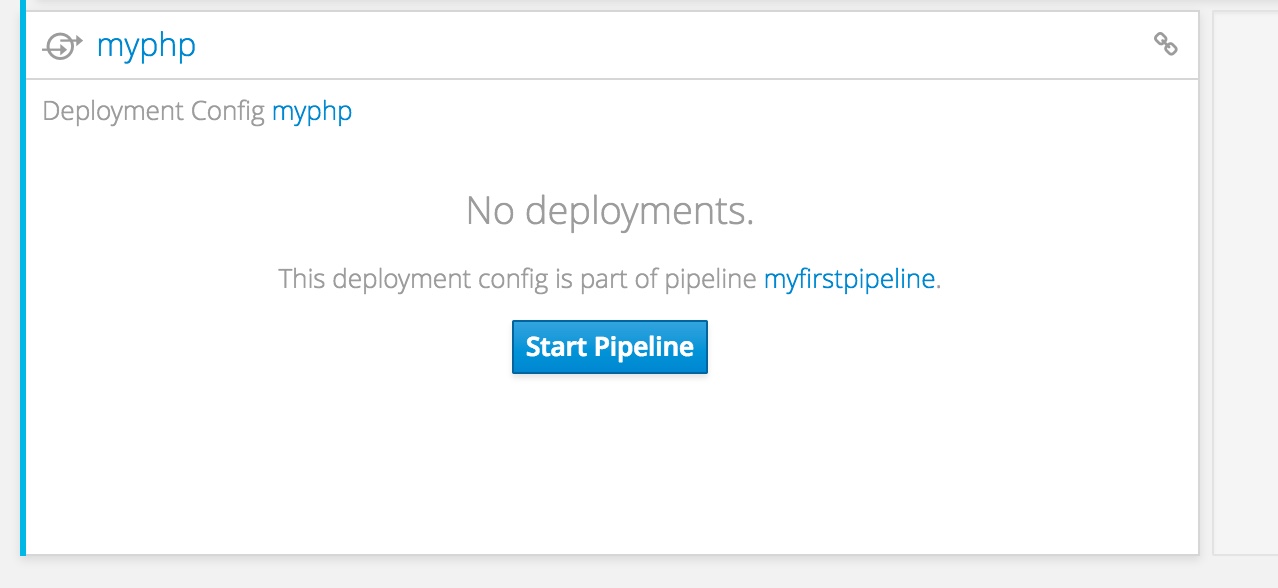 myphp
Deployment Config myphp
No deployments.
This deployment config is part of pipeline myfirstpipeline.
Start Pipeline